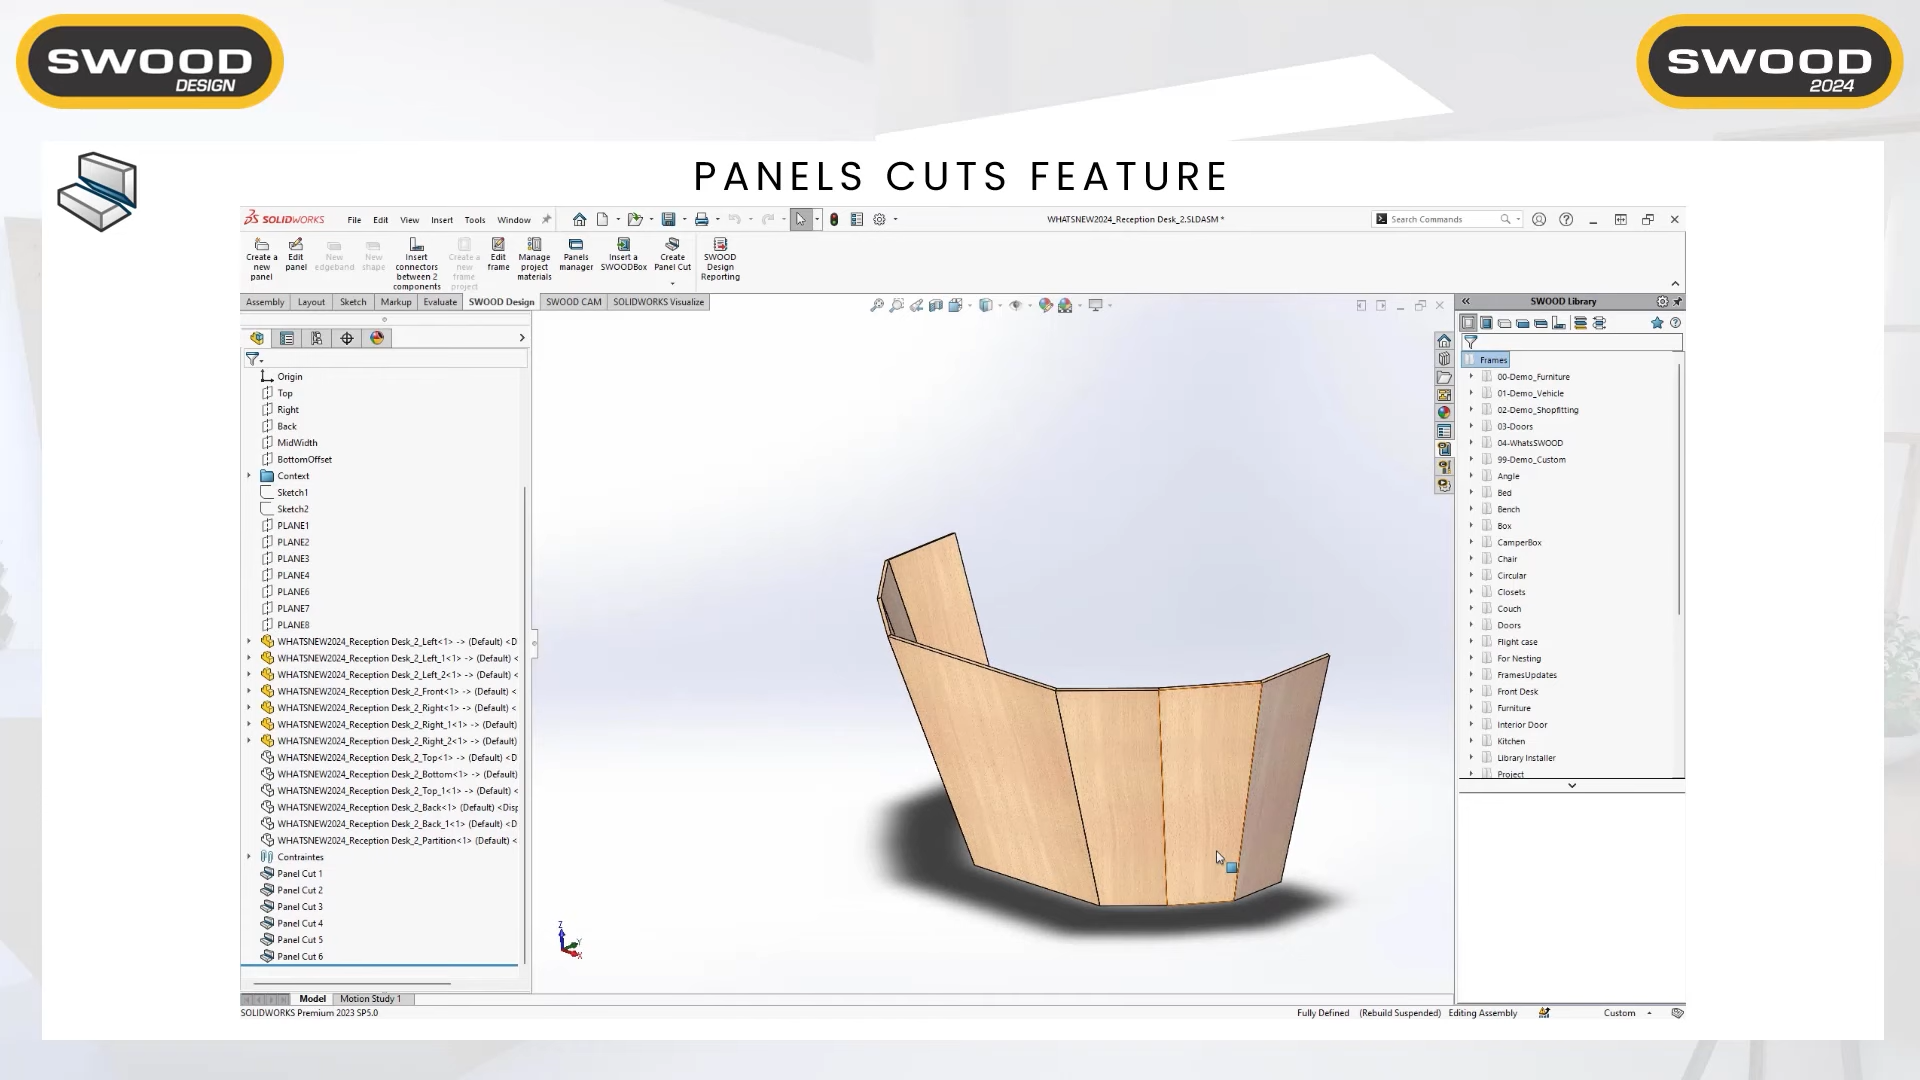 SWOOD
DESIGN
SWOOD
2024
PANELS CUTS FEATURE
SOLIDWORKS File Edit View Insert Tools Window
WHATSNEW2024_Reception Desk_2.SLDASM *
Search Commands
Create a new panel
Edit panel
New edgeband
New shape
Insert connectors between 2 components
Create a new frame project
Edit frame
Manage project materials
Panels manager
Insert a SWOODBox
Create Panel Cut
SWOOD Design Reporting
Assembly Layout Sketch Markup Evaluate SWOOD Design SWOOD CAM SOLIDWORKS Visualize
Origin
Top
Right
Back
MidWidth
BottomOffset
Context
Sketch1
Sketch2
PLANE1
PLANE2
PLANE3
PLANE4
PLANE6
PLANE7
PLANE8
WHATSNEW2024_Reception Desk_2_Left<1> -> (Default) <D
WHATSNEW2024_Reception Desk_2_Left_1<1> -> (Default) <
WHATSNEW2024_Reception Desk_2_Left_2<1> -> (Default) <
WHATSNEW2024_Reception Desk_2_Front<1> -> (Default) <
WHATSNEW2024_Reception Desk_2_Right<1> -> (Default) <
WHATSNEW2024_Reception Desk_2_Right_1<1> -> (Default)
WHATSNEW2024_Reception Desk_2_Right_2<1> -> (Default)
WHATSNEW2024_Reception Desk_2_Top<1> -> (Default) <D
WHATSNEW2024_Reception Desk_2_Bottom<1> -> (Default)
WHATSNEW2024_Reception Desk_2_Top_1<1> -> (Default) <
WHATSNEW2024_Reception Desk_2_Back<1> (Default) <Disp
WHATSNEW2024_Reception Desk_2_Back_1<1> (Default) <D
WHATSNEW2024_Reception Desk_2_Partition<1> (Default) <
Contraintes
Panel Cut 1
Panel Cut 2
Panel Cut 3
Panel Cut 4
Panel Cut 5
Panel Cut 6
Z
Y
X
SWOOD Library
Frames
00-Demo_Furniture
01-Demo_Vehicle
02-Demo_Shopfitting
03-Doors
04-WhatsSWOOD
99-Demo_Custom
Angle
Bed
Bench
Box
CamperBox
Chair
Circular
Closets
Couch
Doors
Flight case
For Nesting
FramesUpdates
Front Desk
Furniture
Interior Door
Kitchen
Library Installer
Project
Model Motion Study 1
SOLIDWORKS Premium 2023 SP5.0
Fully Defined (Rebuild Suspended) Editing Assembly Custom